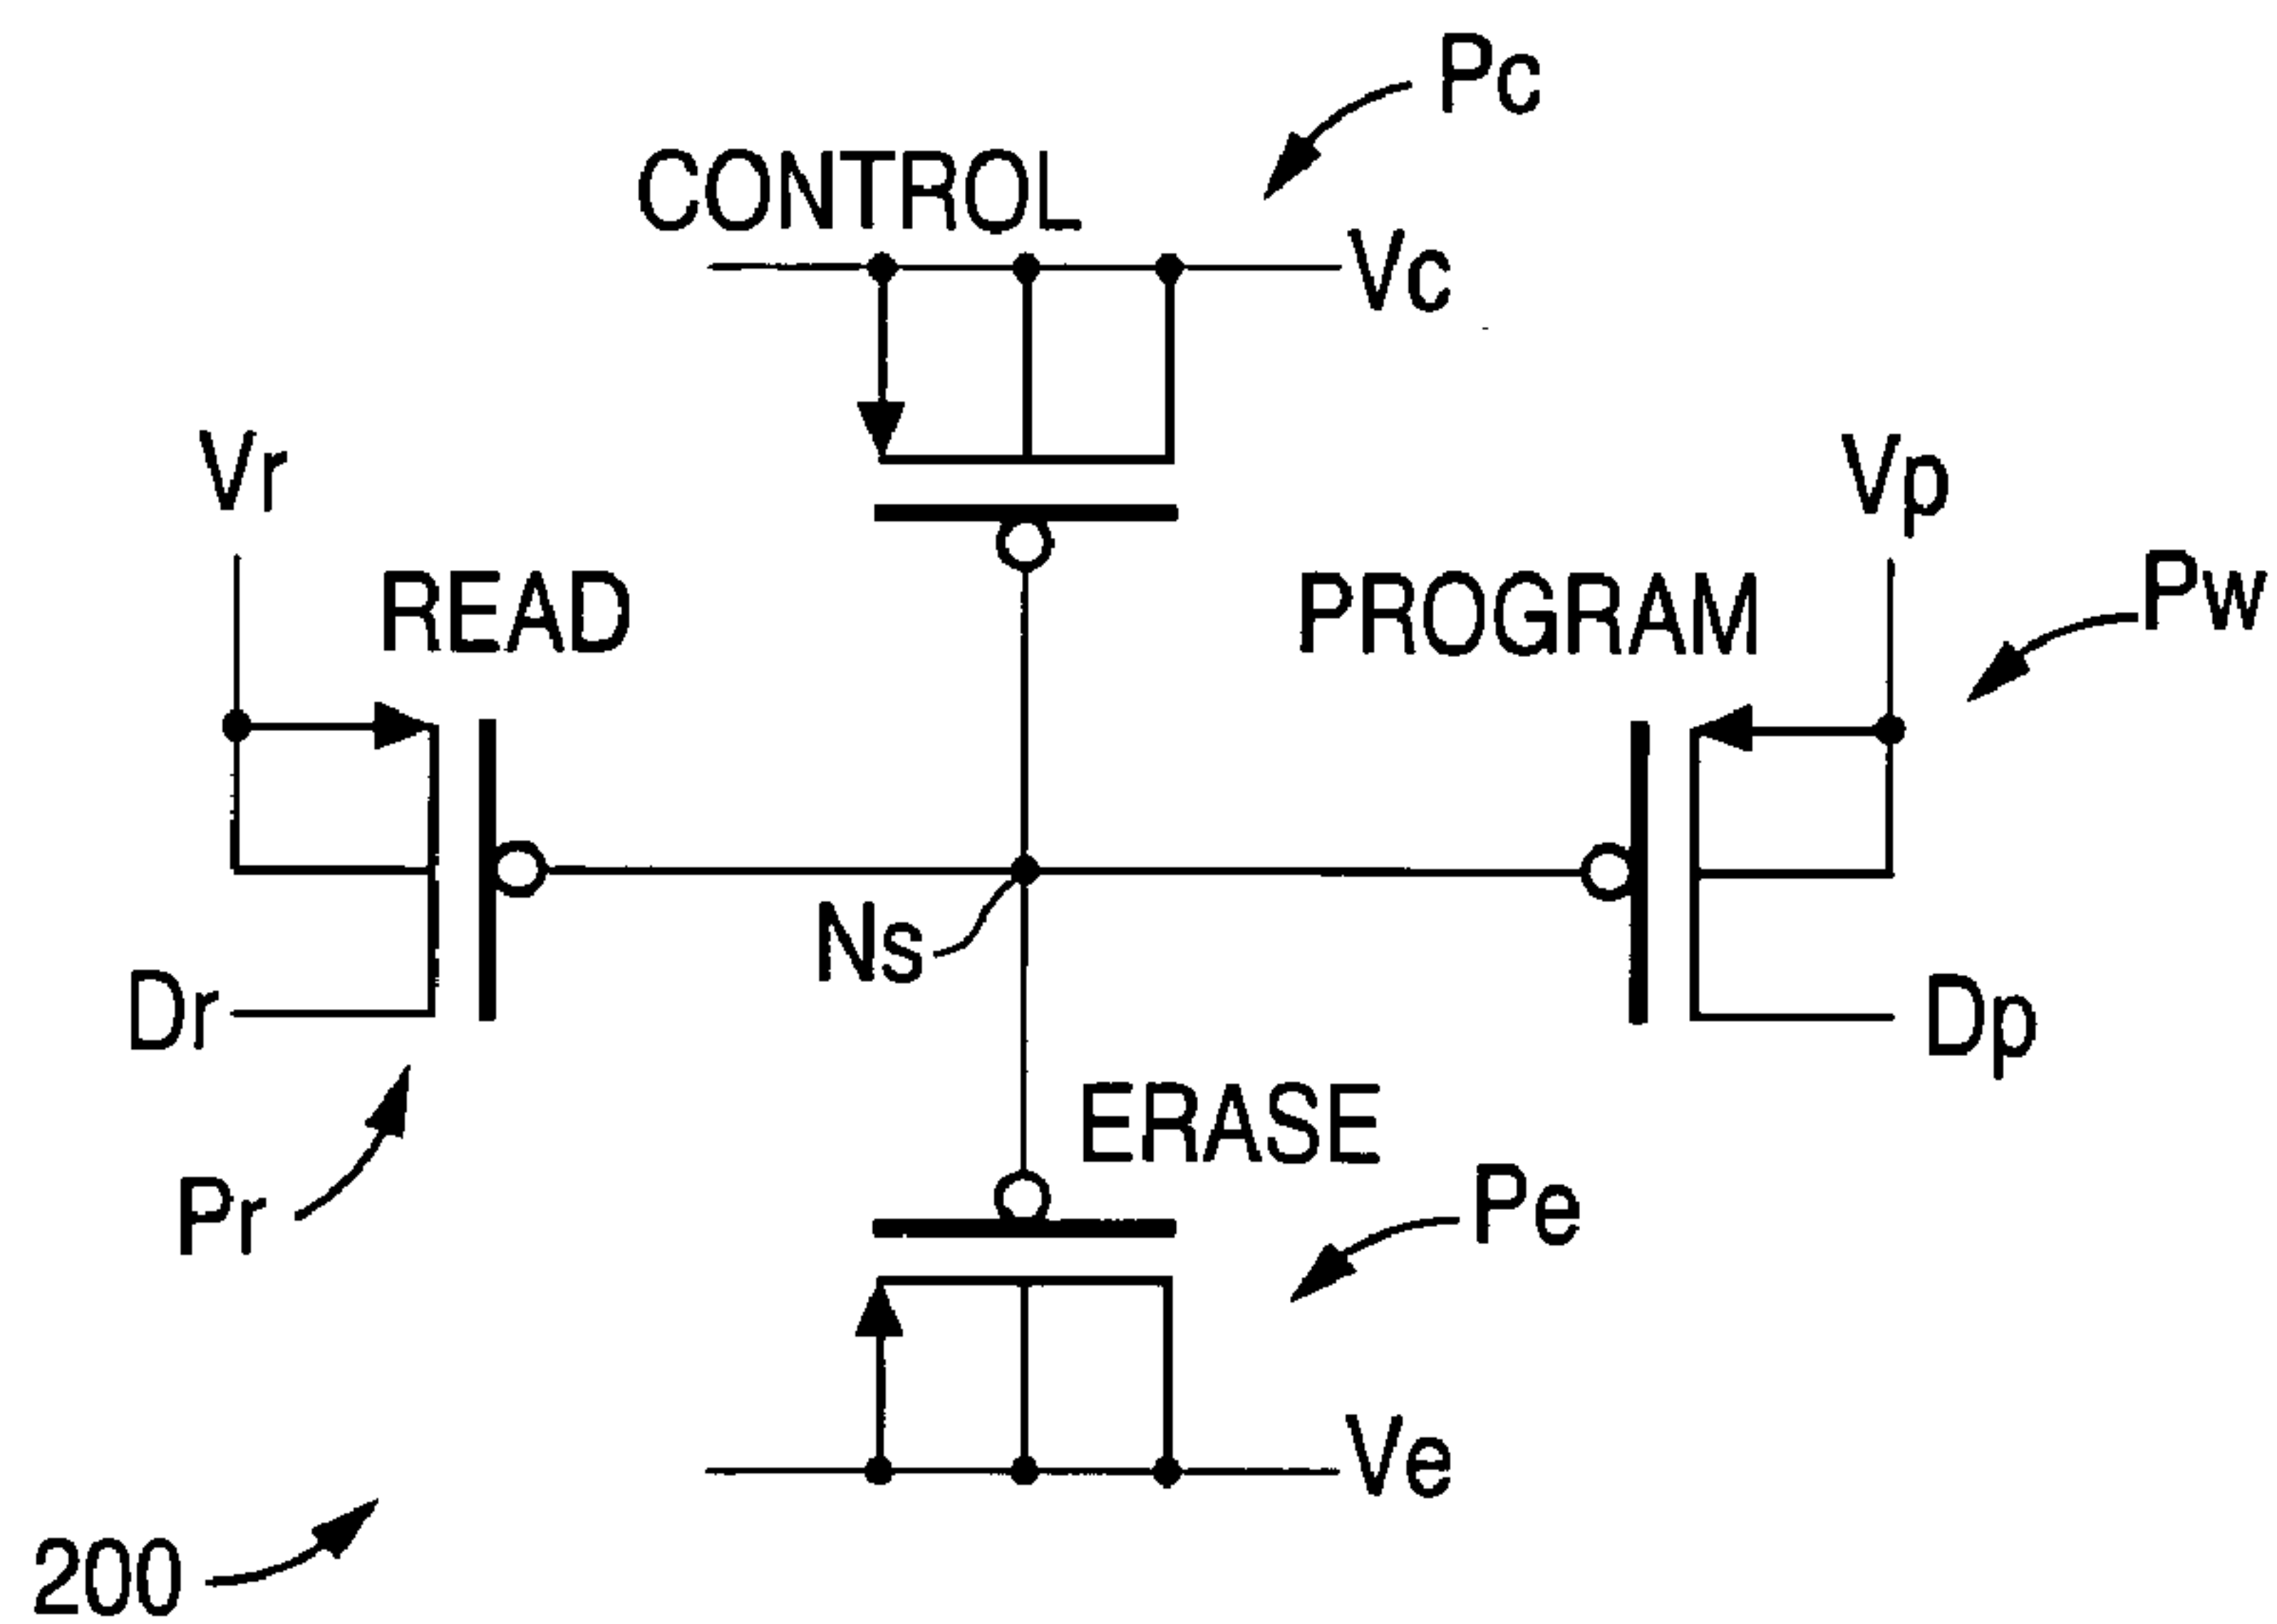 Pc
CONTROL
Vc
Vr
Vp
READ
PROGRAM
Pw
Ns
Dr
Dp
ERASE
Pr
Pe
Ve
200